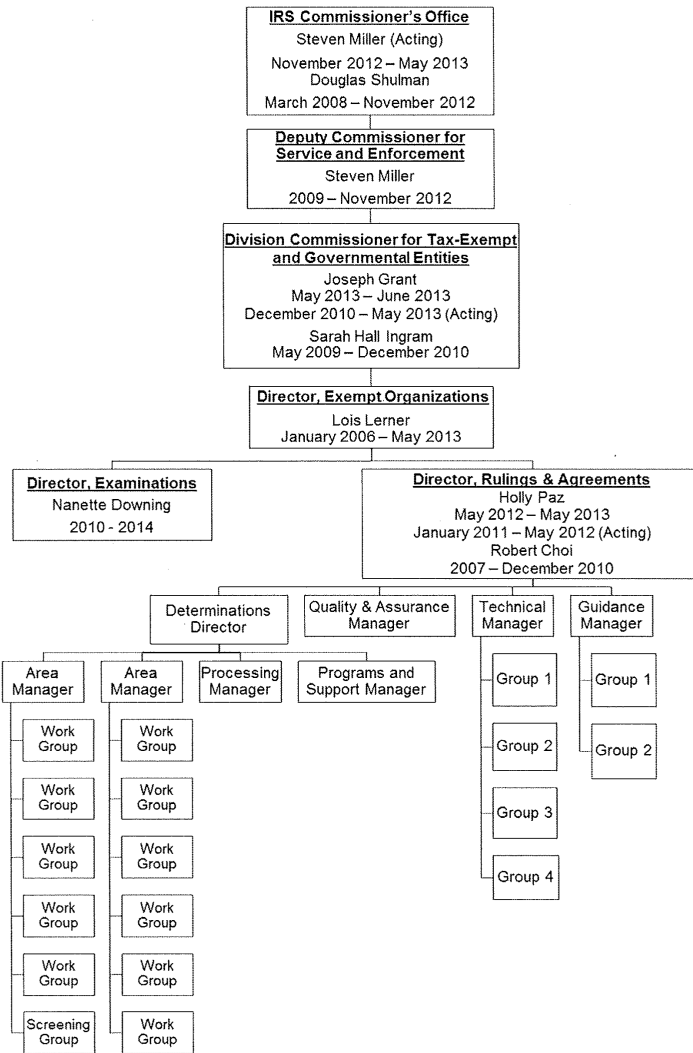 IRS Commissioner's Office
Steven Miller (Acting)
November 2012 – May 2013
Douglas Shulman
March 2008 – November 2012
Deputy Commissioner for
Service and Enforcement
Steven Miller
2009 – November 2012
Division Commissioner for Tax-Exempt
and Governmental Entities
Joseph Grant
May 2013 – June 2013
December 2010 – May 2013 (Acting)
Sarah Hall Ingram
May 2009 – December 2010
Director, Exempt Organizations
Lois Lerner
January 2006 – May 2013
Director, Examinations
Nanette Downing
2010 - 2014
Director, Rulings & Agreements
Holly Paz
May 2012 – May 2013
January 2011 – May 2012 (Acting)
Robert Choi
2007 – December 2010
Determinations
Director
Quality & Assurance
Manager
Technical
Manager
Guidance
Manager
Area
Manager
Area
Manager
Processing
Manager
Programs and
Support Manager
Work
Group
Work
Group
Work
Group
Work
Group
Work
Group
Screening
Group
Work
Group
Work
Group
Work
Group
Work
Group
Work
Group
Work
Group
Group 1
Group 2
Group 3
Group 4
Group 1
Group 2